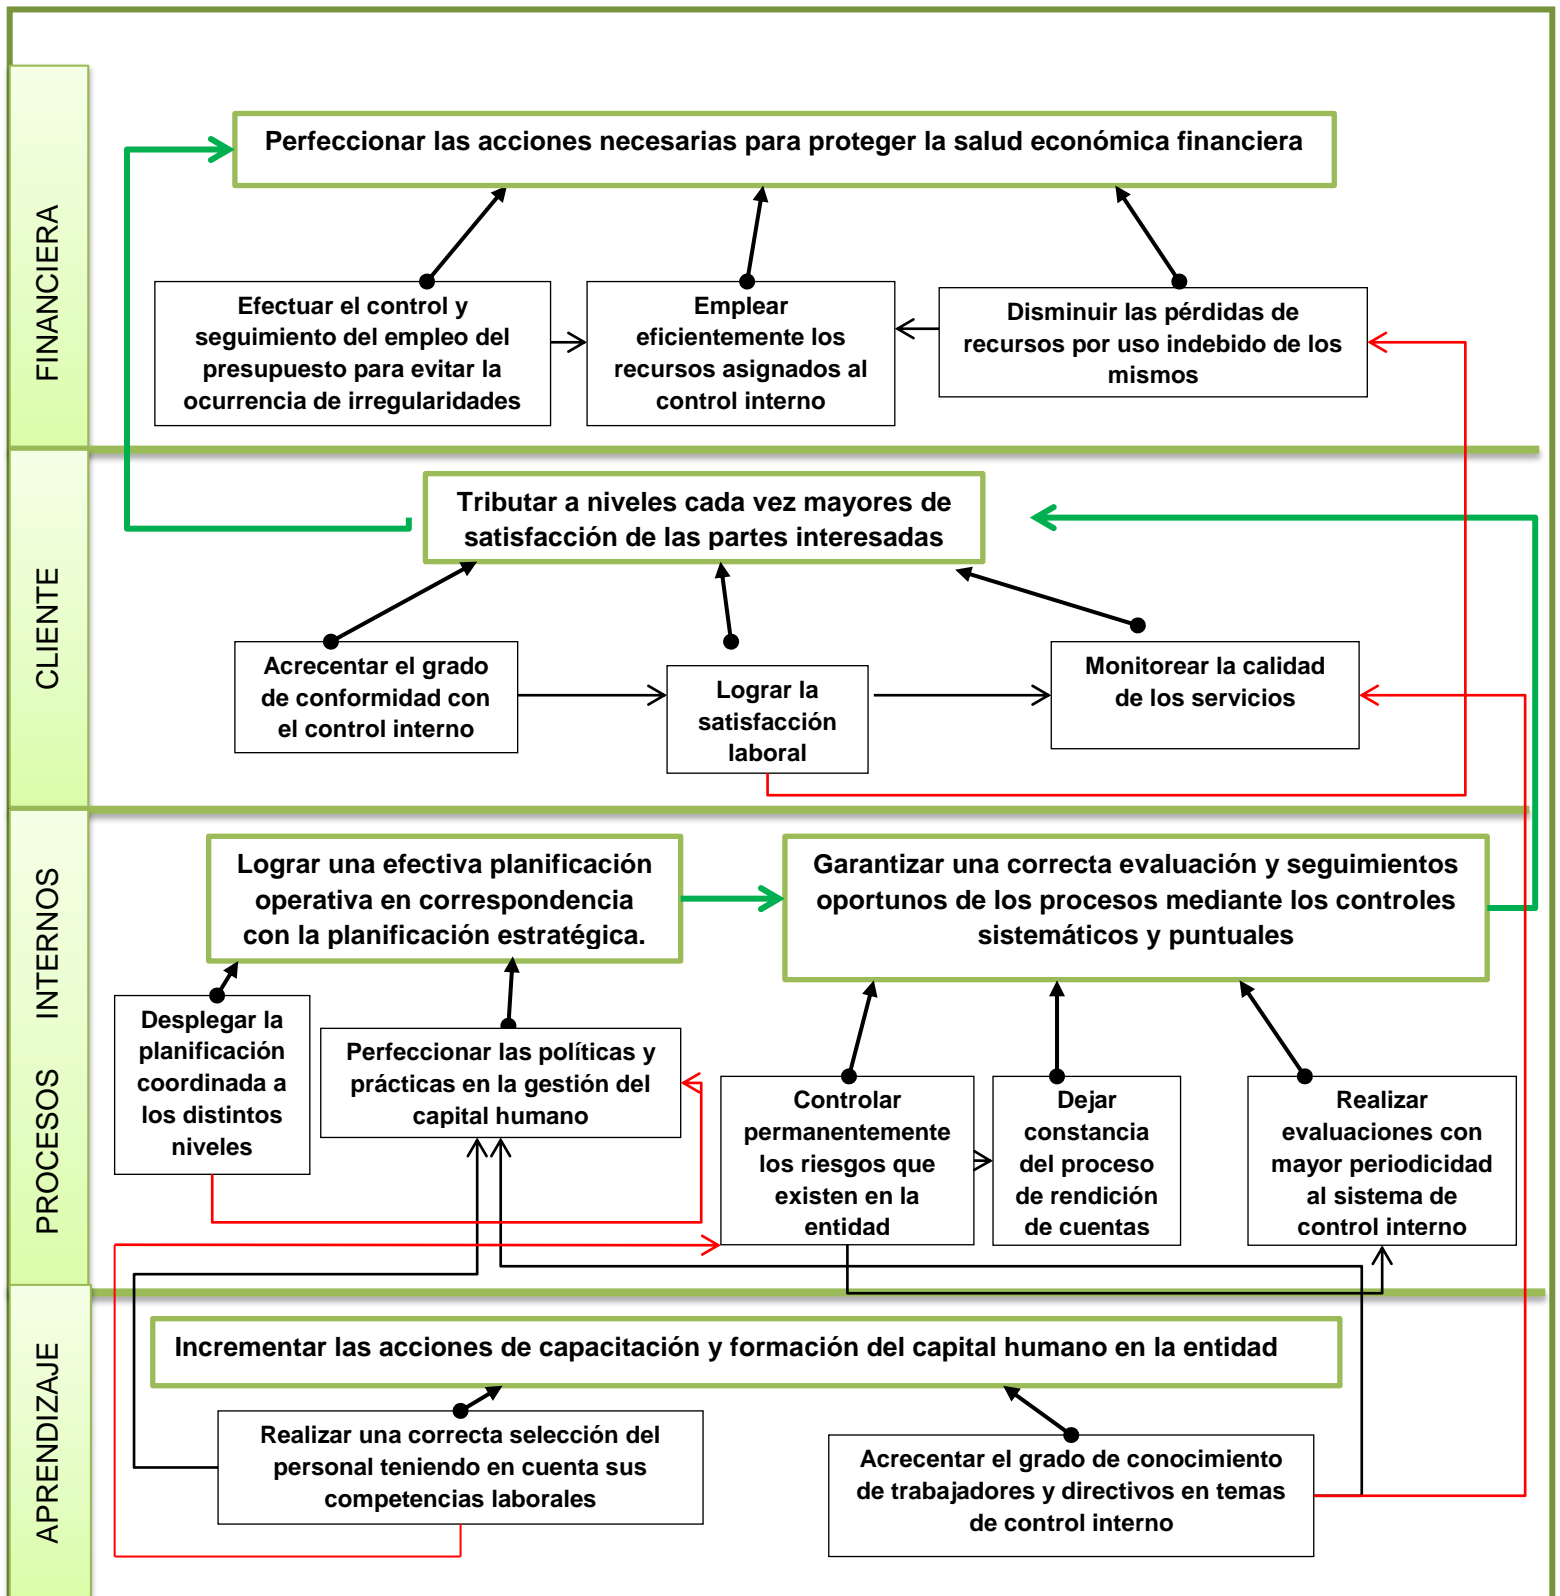 FINANCIERA
Perfeccionar las acciones necesarias para proteger la salud económica financiera
Efectuar el control y
seguimiento del empleo del
presupuesto para evitar la
ocurrencia de irregularidades
Emplear
eficientemente los
recursos asignados al
control interno
Disminuir las pérdidas de
recursos por uso indebido de los
mismos
CLIENTE
Tributar a niveles cada vez mayores de
satisfacción de las partes interesadas
Acrecentar el grado
de conformidad con
el control interno
Lograr la
satisfacción
laboral
Monitorear la calidad
de los servicios
PROCESOS INTERNOS
Lograr una efectiva planificación
operativa en correspondencia
con la planificación estratégica.
Garantizar una correcta evaluación y seguimientos
oportunos de los procesos mediante los controles
sistemáticos y puntuales
Desplegar la
planificación
coordinada a
los distintos
niveles
Perfeccionar las políticas y
prácticas en la gestión del
capital humano
Controlar
permanentemente
los riesgos que
existen en la
entidad
Dejar
constancia
del proceso
de rendición
de cuentas
Realizar
evaluaciones con
mayor periodicidad
al sistema de
control interno
APRENDIZAJE
Incrementar las acciones de capacitación y formación del capital humano en la entidad
Realizar una correcta selección del
personal teniendo en cuenta sus
competencias laborales
Acrecentar el grado de conocimiento
de trabajadores y directivos en temas
de control interno